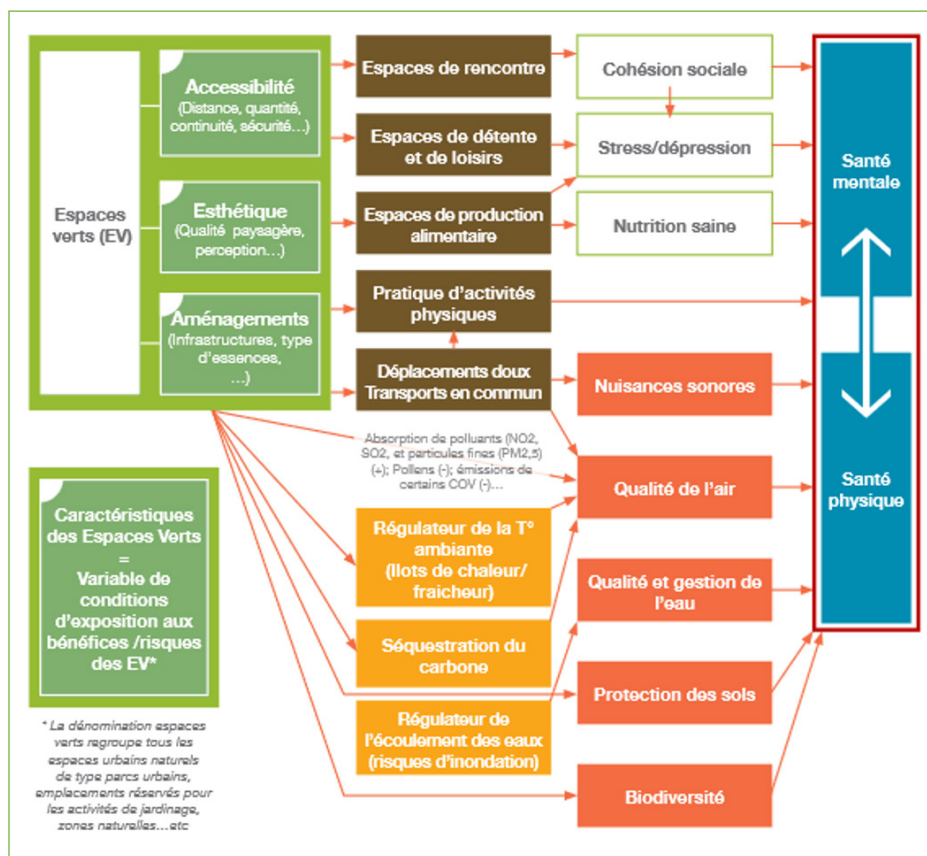 Espaces
verts (EV)
Accessibilité
(Distance, quantité,
continuité, sécurité...)
Esthétique
(Qualité paysagère,
perception...)
Aménagements
(Infrastructures, type
d'essences,
...)
Espaces de rencontre
Espaces de détente
et de loisirs
Espaces de production
alimentaire
Pratique d'activités
physiques
Déplacements doux
Transports en commun
Cohésion sociale
Stress/dépression
Nutrition saine
Nuisances sonores
Absorption de polluants (NO2,
SO2, et particules fines (PM2,5)
(+); Pollens (-); émissions de
certains COV (-)...
Qualité de l'air
Régulateur de la T°
ambiante
(Ilots de chaleur/
fraicheur)
Qualité et gestion de
l'eau
Séquestration du
carbone
Protection des sols
Régulateur de
l'écoulement des eaux
(risques d'inondation)
Biodiversité
Santé
mentale
Santé
physique
Caractéristiques
des Espaces Verts
=
Variable de
conditions
d'exposition aux
bénéfices /risques
des EV*
* La dénomination espaces
verts regroupe tous les
espaces urbains naturels
de type parcs urbains,
emplacements réservés pour
les activités de jardinage,
zones naturelles...etc